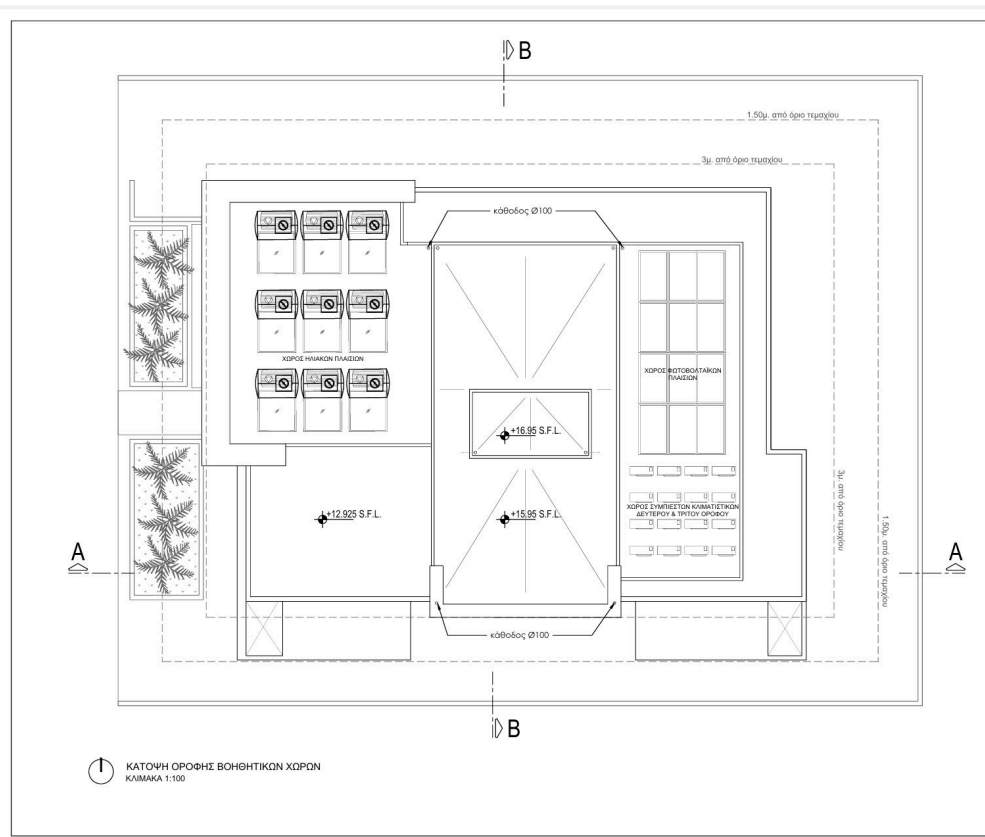 B
1.50μ. από όριο τεμαχίου
3μ. από όριο τεμαχίου
κάθοδος Ø100
ΧΩΡΟΣ ΗΛΙΑΚΩΝ ΠΛΑΙΣΙΩΝ
ΧΩΡΟΣ ΦΩΤΟΒΟΛΤΑΪΚΩΝ
ΠΛΑΙΣΙΩΝ
+16.95 S.F.L.
+12.925 S.F.L.
+15.95 S.F.L.
ΧΩΡΟΣ ΣΥΜΠΙΕΣΤΩΝ ΚΛΙΜΑΤΙΣΤΙΚΩΝ
ΔΕΥΤΕΡΟΥ & ΤΡΙΤΟΥ ΟΡΟΦΟΥ
3μ. από όριο τεμαχίου
1.50μ. από όριο τεμαχίου
A
A
κάθοδος Ø100
B
ΚΑΤΟΨΗ ΟΡΟΦΗΣ ΒΟΗΘΗΤΙΚΩΝ ΧΩΡΩΝ
ΚΛΙΜΑΚΑ 1:100